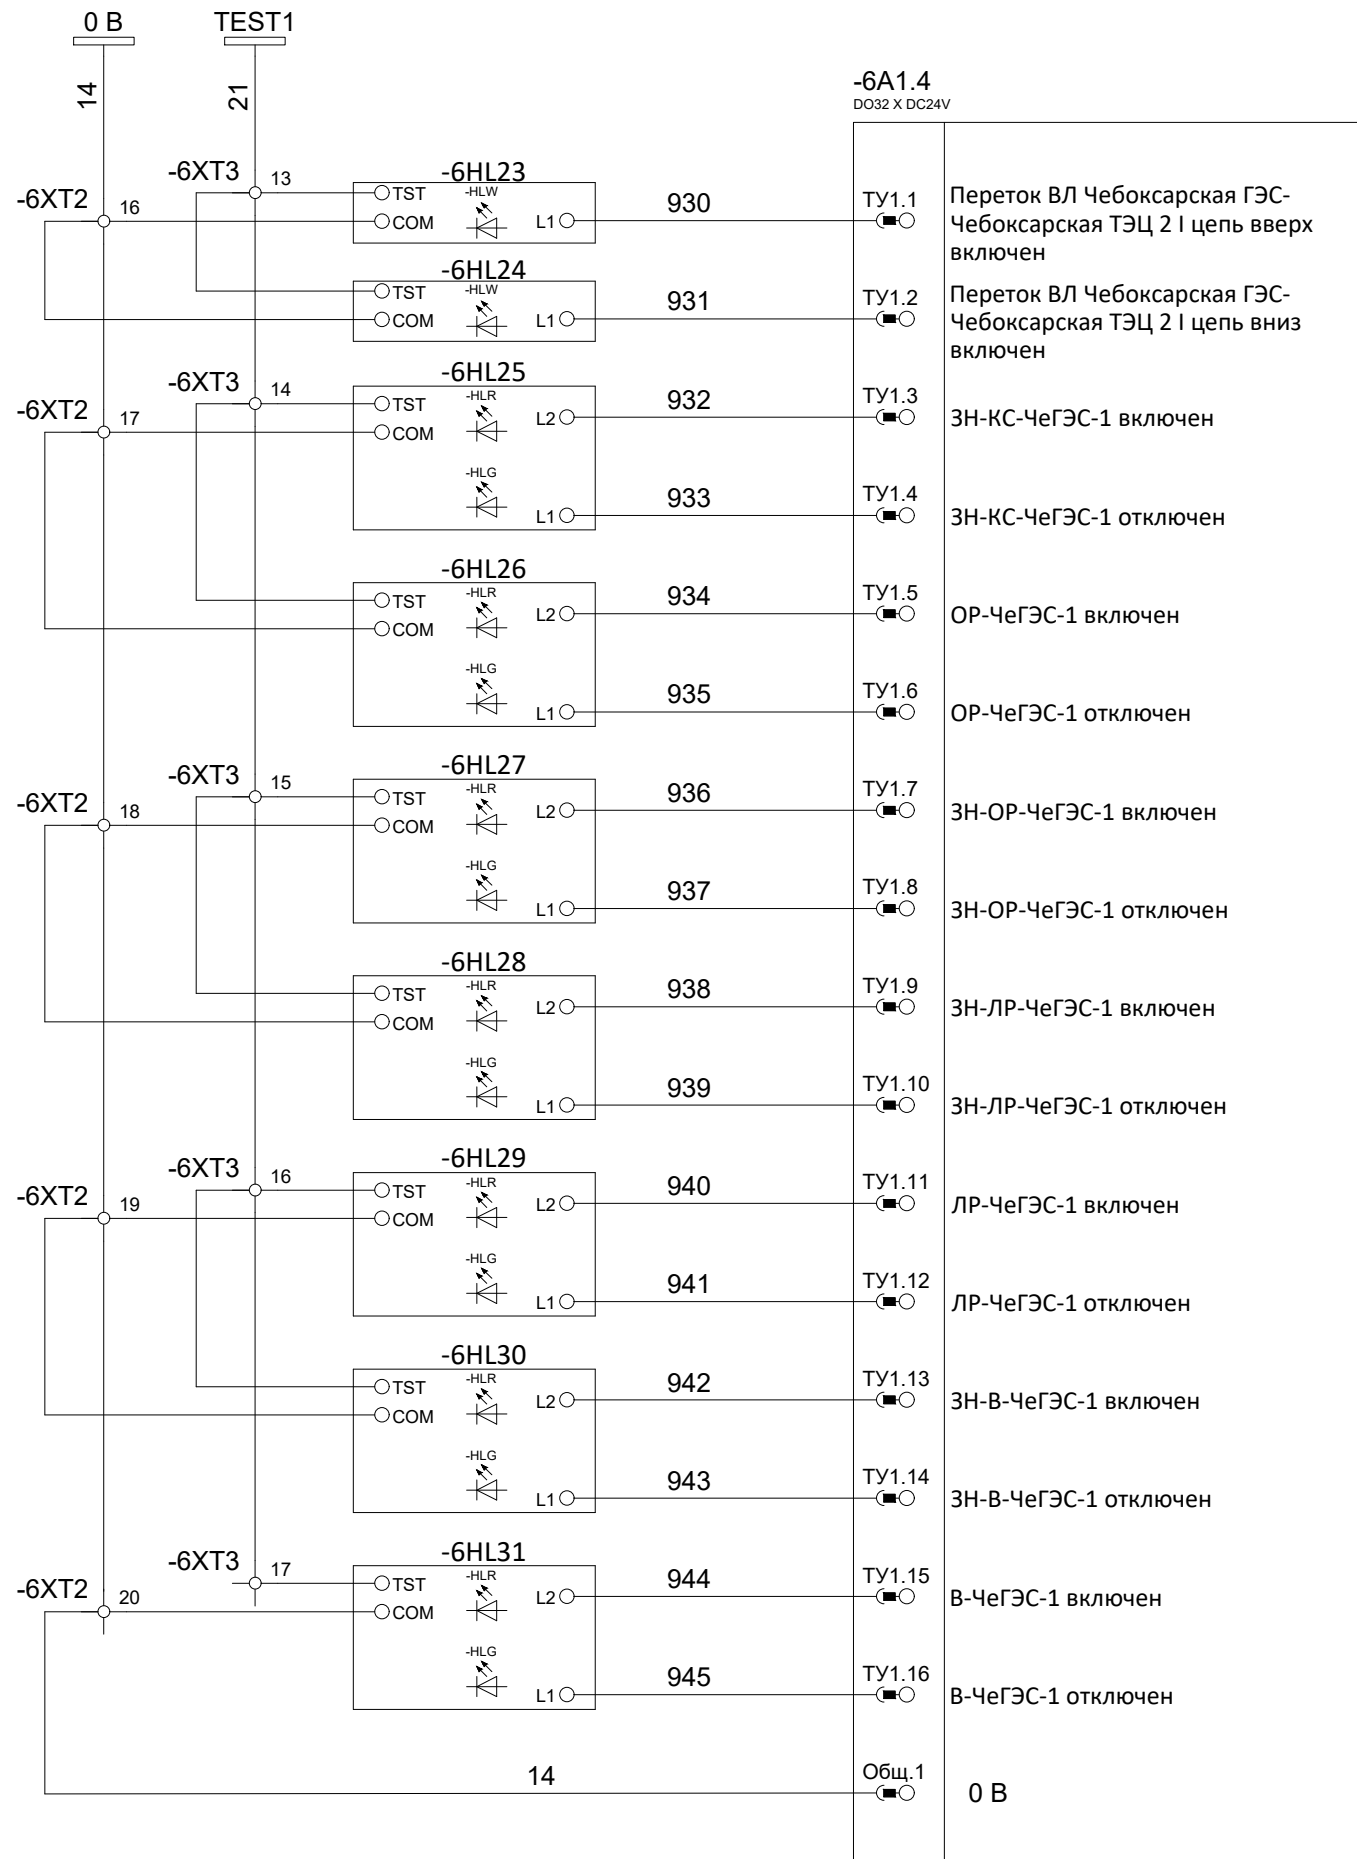 0 В
TEST1
14
21
-6A1.4
DO32 X DC24V
-6XT3
13
-6XT2
16
-6HL23
TST
COM
-HLW
L1
930
ТУ1.1
Переток ВЛ Чебоксарская ГЭС-
Чебоксарская ТЭЦ 2 I цепь вверх
включен
-6HL24
TST
COM
-HLW
L1
931
ТУ1.2
Переток ВЛ Чебоксарская ГЭС-
Чебоксарская ТЭЦ 2 I цепь вниз
включен
-6XT3
14
-6XT2
17
-6HL25
TST
COM
-HLR
L2
932
ТУ1.3
ЗН-КС-ЧеГЭС-1 включен
-HLG
L1
933
ТУ1.4
ЗН-КС-ЧеГЭС-1 отключен
-6HL26
TST
COM
-HLR
L2
934
ТУ1.5
ОР-ЧеГЭС-1 включен
-HLG
L1
935
ТУ1.6
ОР-ЧеГЭС-1 отключен
-6XT3
15
-6XT2
18
-6HL27
TST
COM
-HLR
L2
936
ТУ1.7
ЗН-ОР-ЧеГЭС-1 включен
-HLG
L1
937
ТУ1.8
ЗН-ОР-ЧеГЭС-1 отключен
-6HL28
TST
COM
-HLR
L2
938
ТУ1.9
ЗН-ЛР-ЧеГЭС-1 включен
-HLG
L1
939
ТУ1.10
ЗН-ЛР-ЧеГЭС-1 отключен
-6XT3
16
-6XT2
19
-6HL29
TST
COM
-HLR
L2
940
ТУ1.11
ЛР-ЧеГЭС-1 включен
-HLG
L1
941
ТУ1.12
ЛР-ЧеГЭС-1 отключен
-6HL30
TST
COM
-HLR
L2
942
ТУ1.13
ЗН-В-ЧеГЭС-1 включен
-HLG
L1
943
ТУ1.14
ЗН-В-ЧеГЭС-1 отключен
-6XT3
17
-6XT2
20
-6HL31
TST
COM
-HLR
L2
944
ТУ1.15
В-ЧеГЭС-1 включен
-HLG
L1
945
ТУ1.16
В-ЧеГЭС-1 отключен
14
Общ.1
0 В